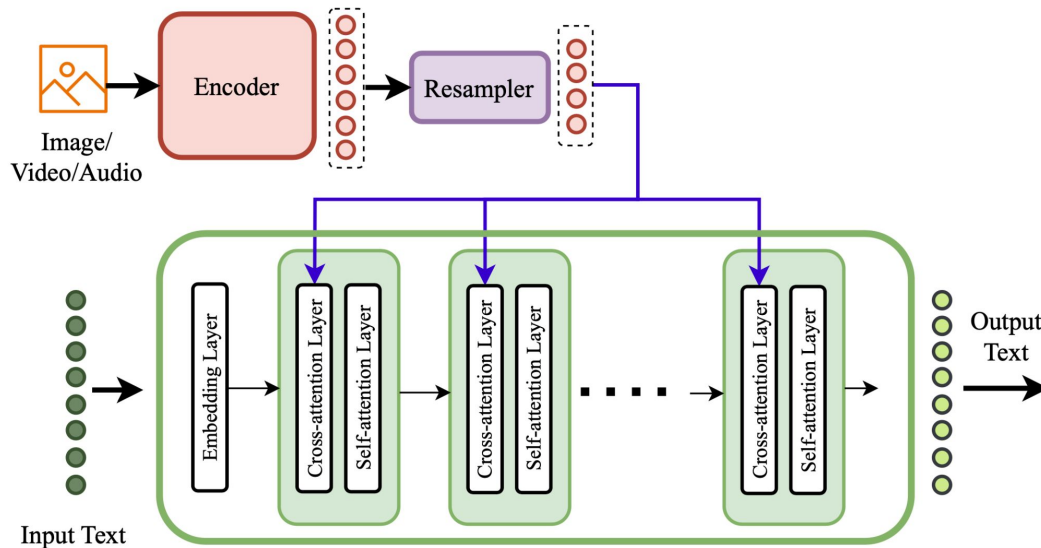 Image/
Video/Audio
Encoder
Resampler
Input Text
Embedding Layer
Cross-attention Layer
Self-attention Layer
Cross-attention Layer
Self-attention Layer
Cross-attention Layer
Self-attention Layer
Output
Text